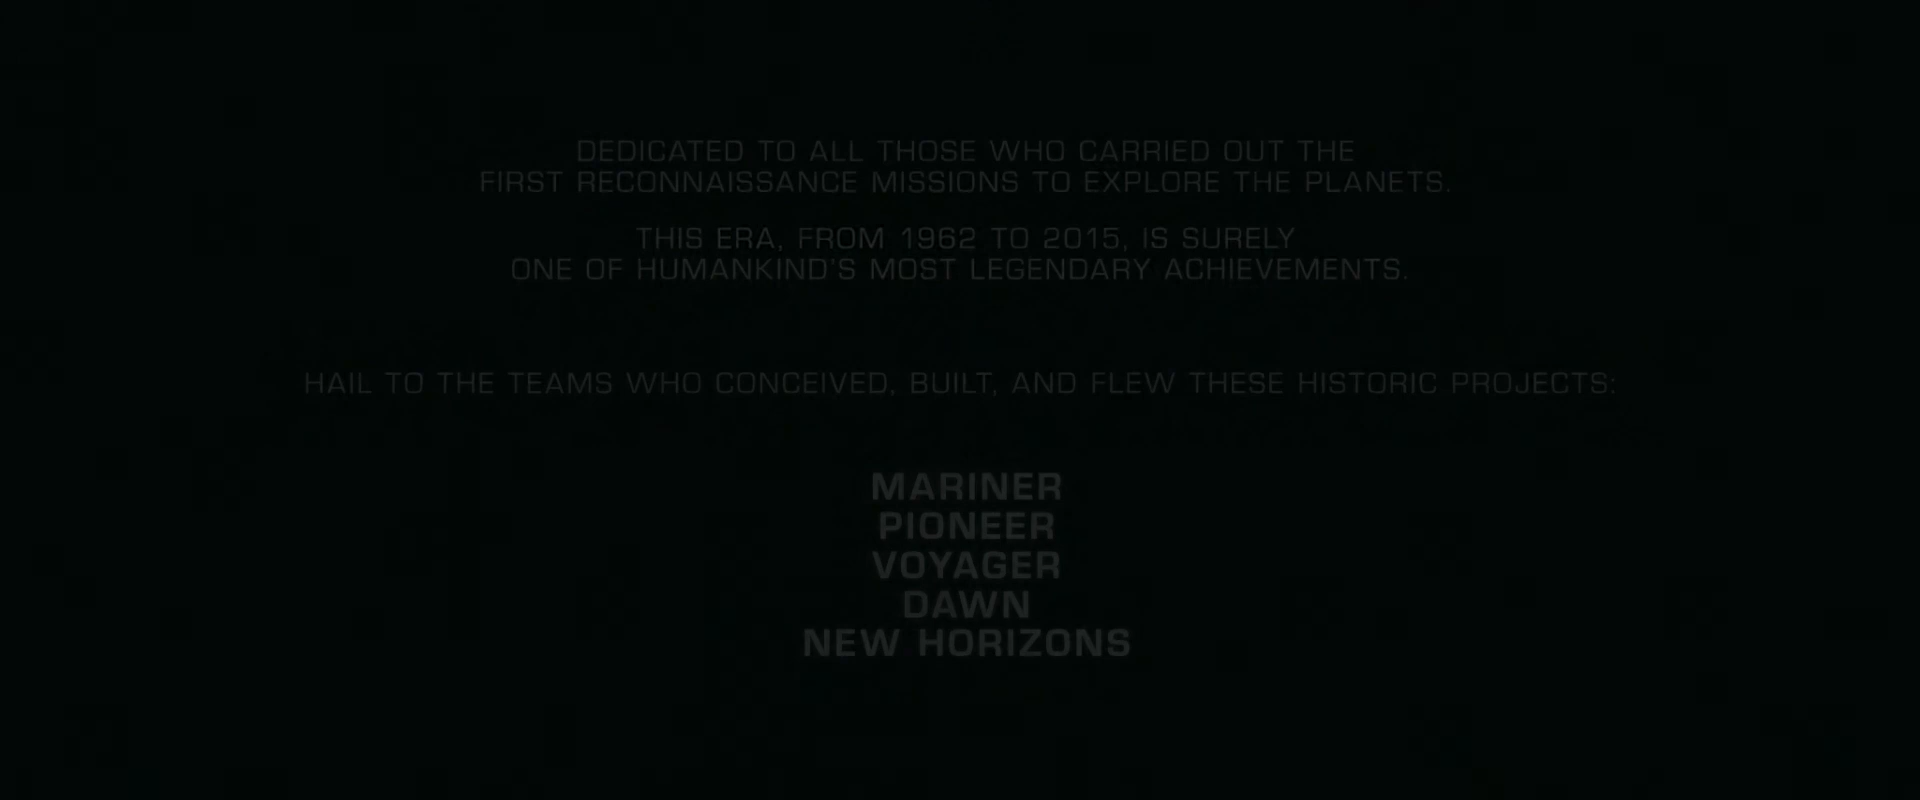 DEDICATED TO ALL THOSE WHO CARRIED OUT THE
FIRST RECONNAISSANCE MISSIONS TO EXPLORE THE PLANETS.
THIS ERA, FROM 1962 TO 2015, IS SURELY
ONE OF HUMANKIND'S MOST LEGENDARY ACHIEVEMENTS.
HAIL TO THE TEAMS WHO CONCEIVED, BUILT, AND FLEW THESE HISTORIC PROJECTS:
MARINER
PIONEER
VOYAGER
DAWN
NEW HORIZONS